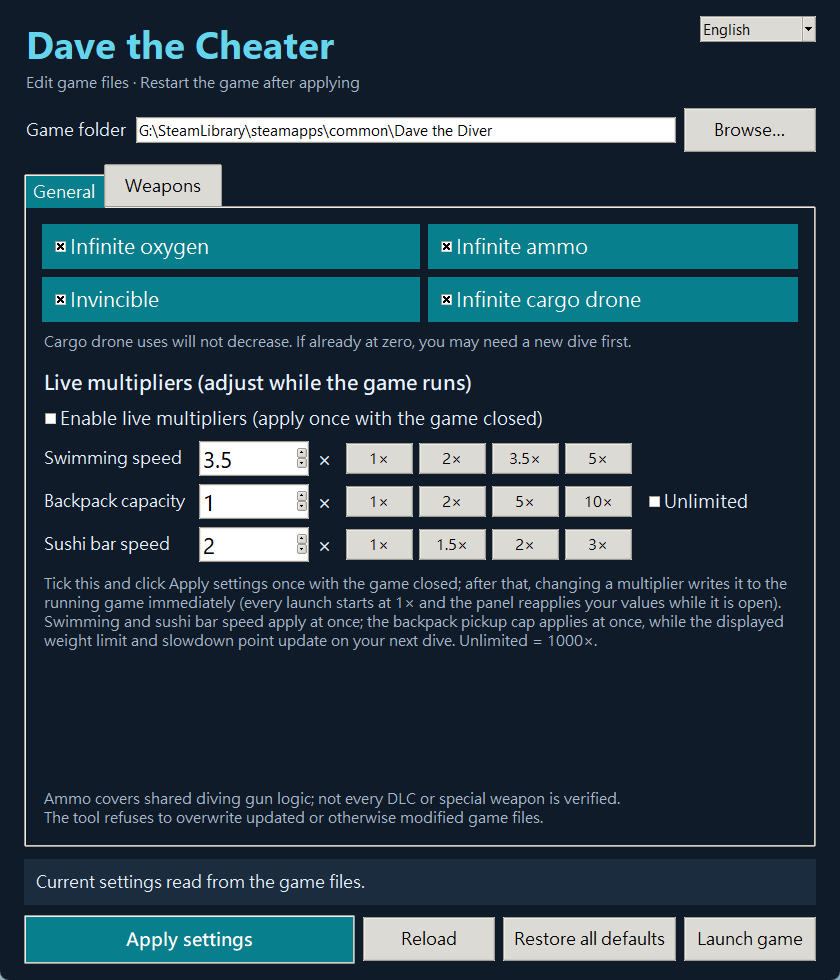 Dave the Cheater
English
Edit game files · Restart the game after applying
Game folder
G:\SteamLibrary\steamapps\common\Dave the Diver
Browse...
General
Weapons
Infinite oxygen
Infinite ammo
Invincible
Infinite cargo drone
Cargo drone uses will not decrease. If already at zero, you may need a new dive first.
Live multipliers (adjust while the game runs)
Enable live multipliers (apply once with the game closed)
Swimming speed 3.5 × 1× 2× 3.5× 5×
Backpack capacity 1 × 1× 2× 5× 10× Unlimited
Sushi bar speed 2 × 1× 1.5× 2× 3×
Tick this and click Apply settings once with the game closed; after that, changing a multiplier writes it to the
running game immediately (every launch starts at 1× and the panel reapplies your values while it is open).
Swimming and sushi bar speed apply at once; the backpack pickup cap applies at once, while the displayed
weight limit and slowdown point update on your next dive. Unlimited = 1000×.
Ammo covers shared diving gun logic; not every DLC or special weapon is verified.
The tool refuses to overwrite updated or otherwise modified game files.
Current settings read from the game files.
Apply settings
Reload
Restore all defaults
Launch game